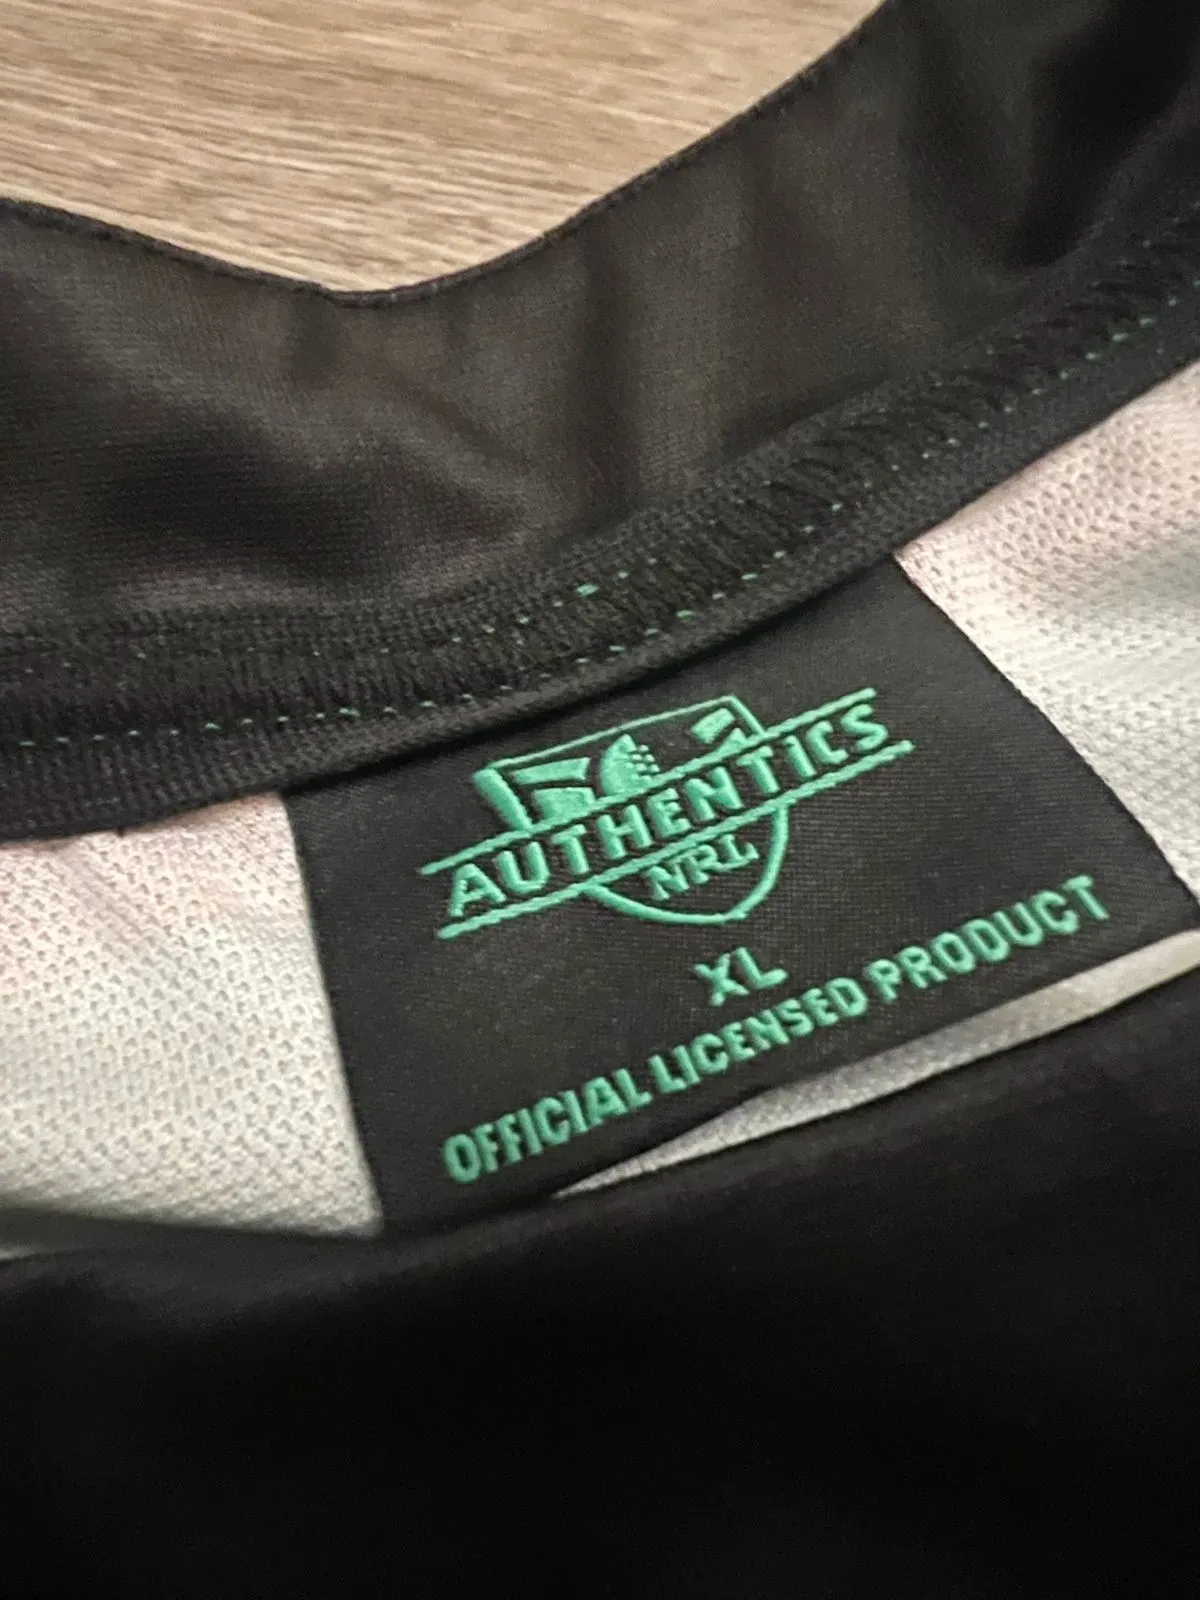 AUTHENTICS
NRL
XL
OFFICIAL LICENSED PRODUCT